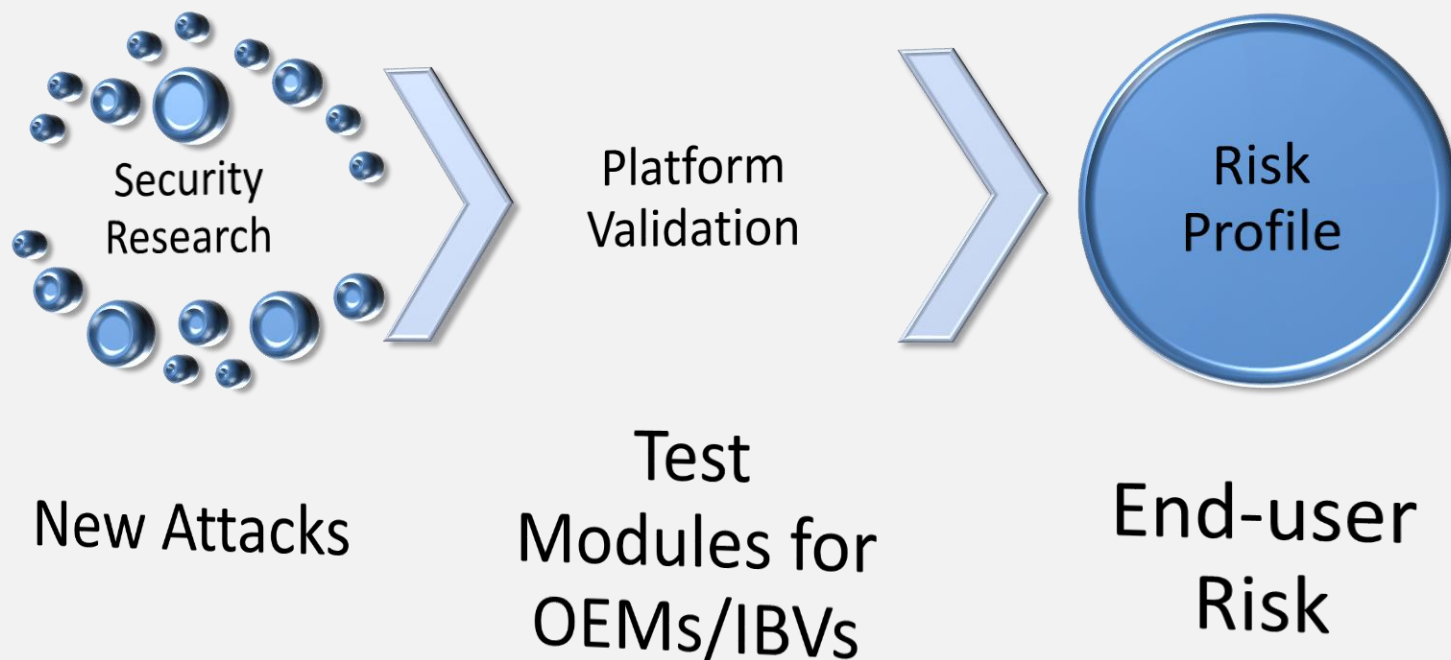 Security
Research
Platform
Validation
Risk
Profile
New Attacks
Test
Modules for
OEMs/IBVs
End-user
Risk